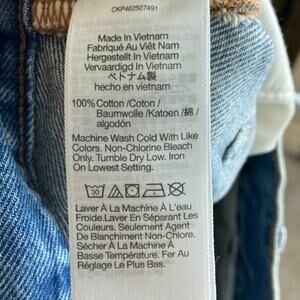 CKP462507491
Made In Vietnam
Fabriqué Au Viêt Nam
Hergestellt In Vietnam
Vervaardigd In Vietnam
ベトナム製
hecho en vietnam
100%Cotton /Coton /
Baumwolle /Katoen /綿 /
algodón
Machine Wash Cold With Like
Colors. Non-Chlorine Bleach
Only. Tumble Dry Low. Iron
On Lowest Setting.
30
Laver À La Machine À L'eau
Froide.Laver En Séparant Les
Couleurs. Seulement Agent
De Blanchiment Non Chlore.
Sécher À La Machine À
Basse Température. Fer Au
Réglage Le Plus Bas.